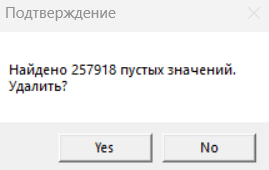 Подтверждение
Найдено 257918 пустых значений.
Удалить?
Yes
No